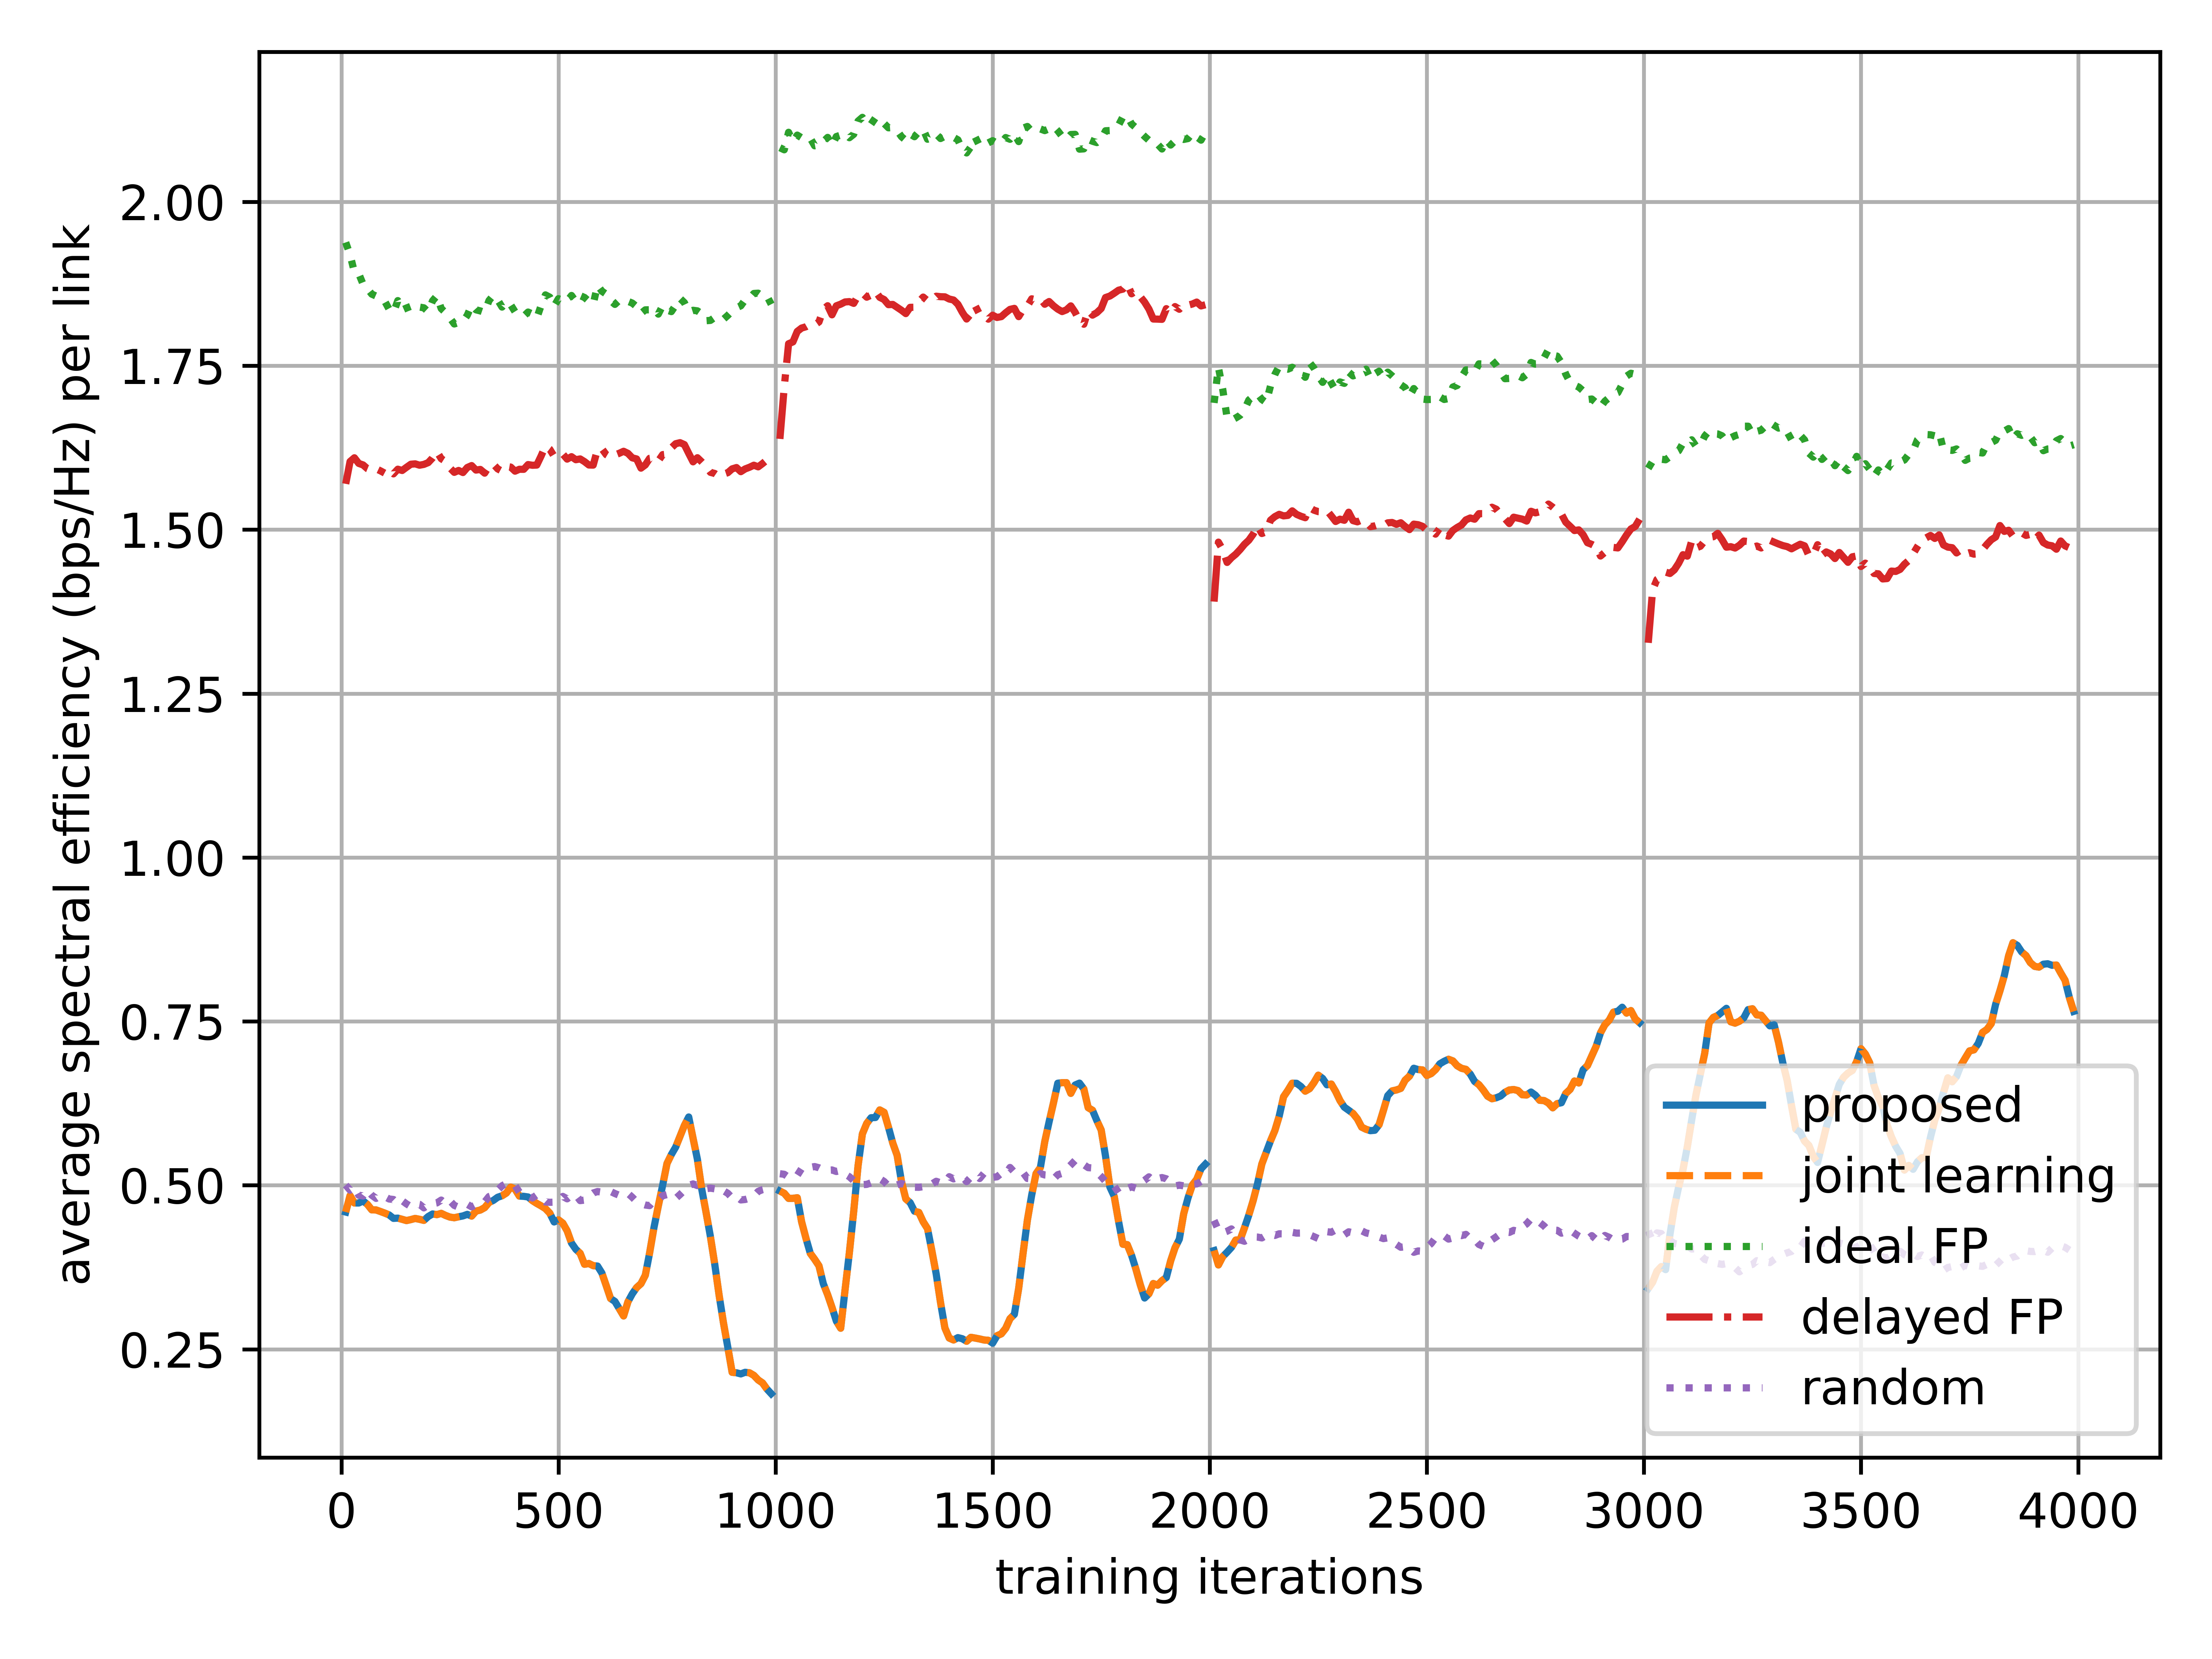 average spectral efficiency (bps/Hz) per link
2.00
1.75
1.50
1.25
1.00
0.75
0.50
0.25
0 500 1000 1500 2000 2500 3000 3500 4000
training iterations
proposed
joint learning
ideal FP
delayed FP
random